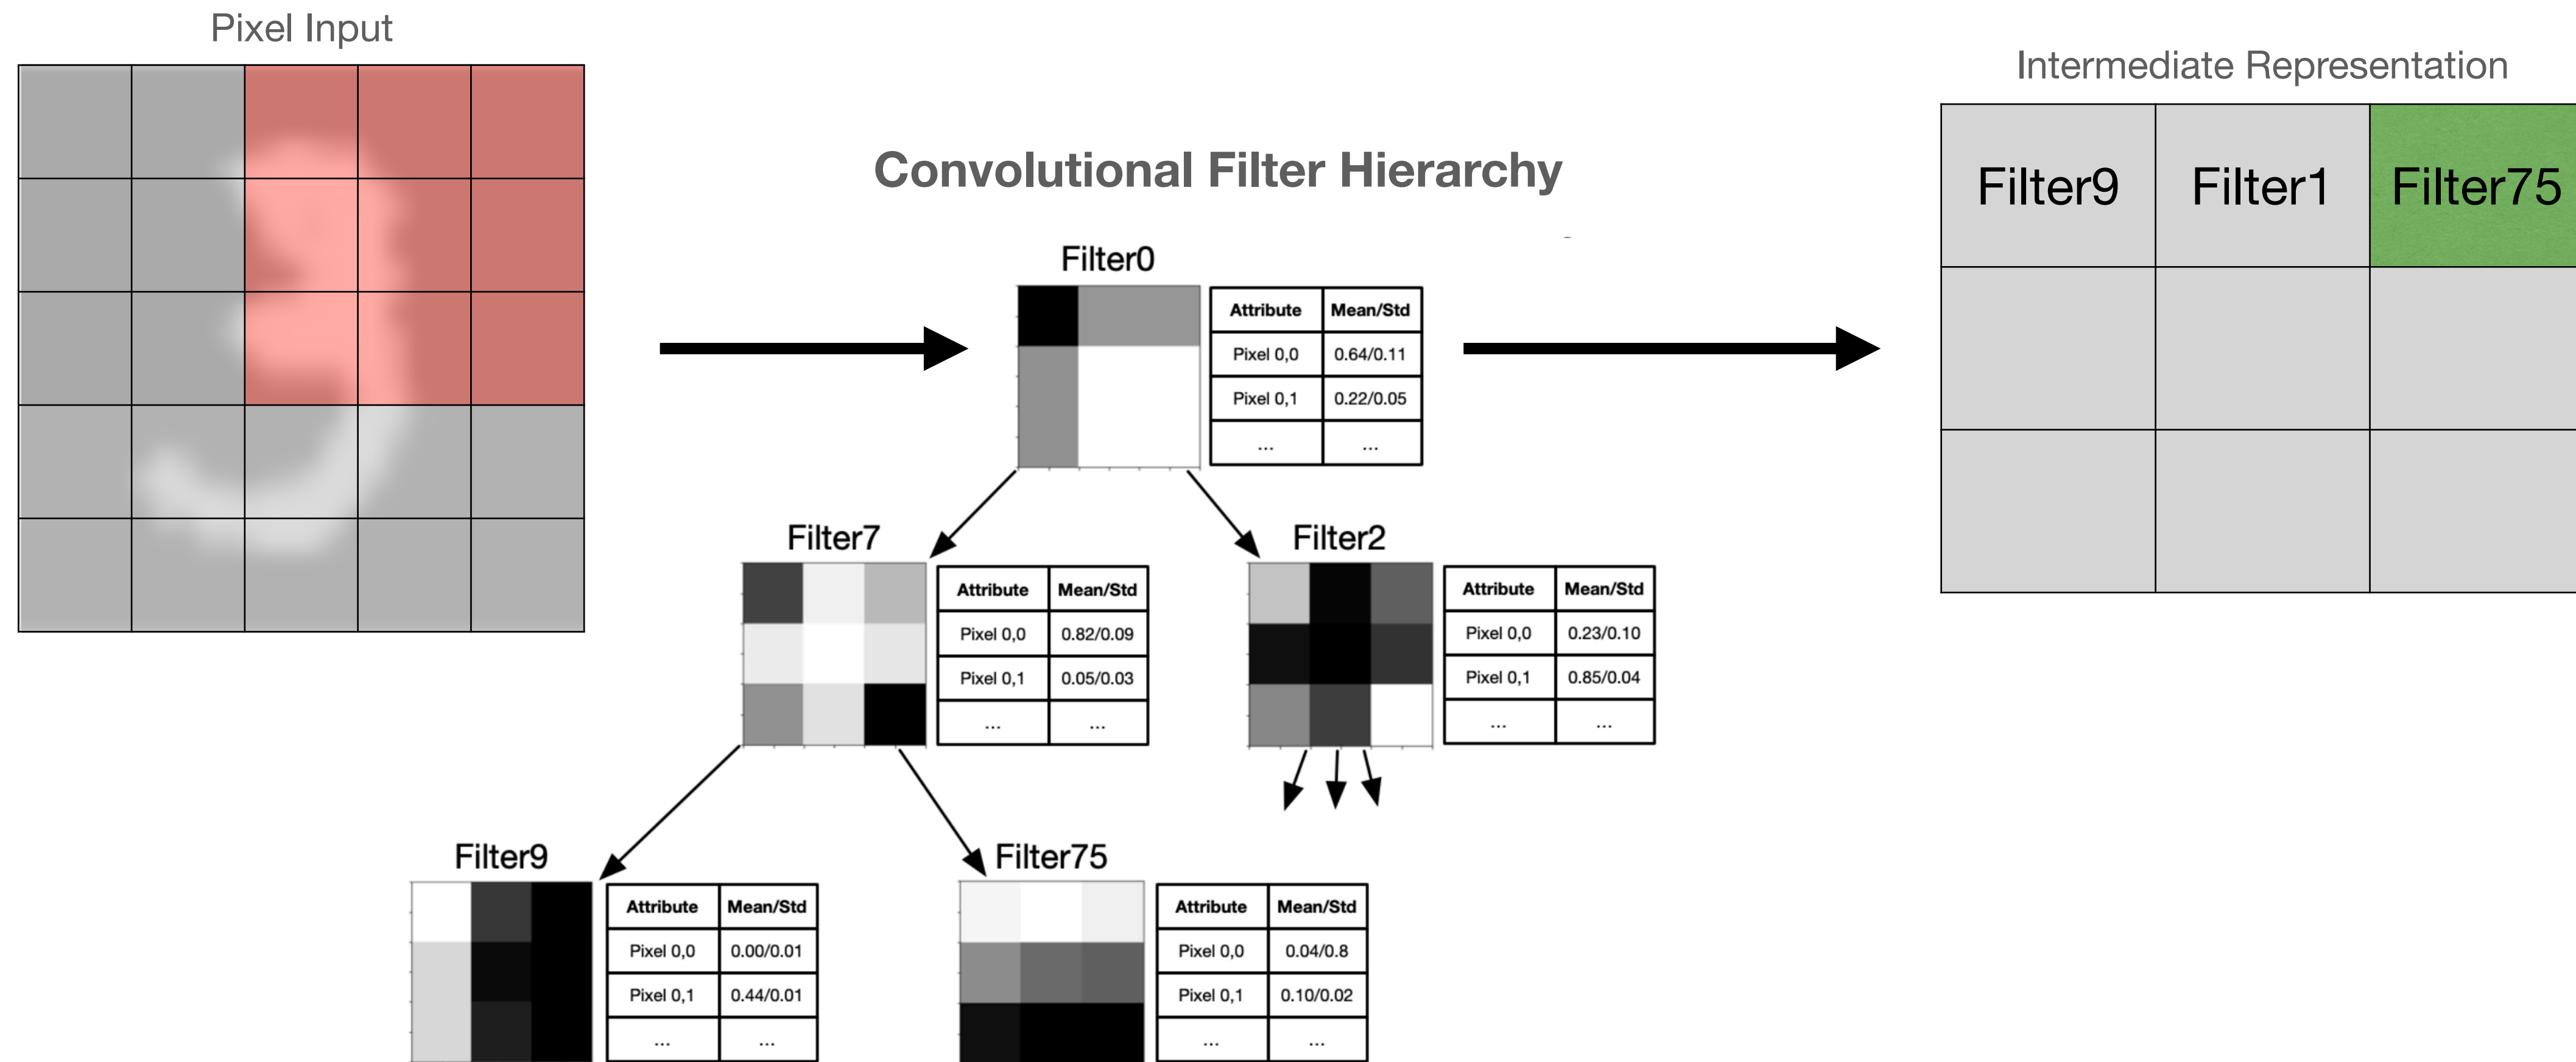 Pixel Input
Intermediate Representation
Filter9 Filter1 Filter75
Convolutional Filter Hierarchy
Filter0
Attribute Mean/Std
Pixel 0,0 0.64/0.11
Pixel 0,1 0.22/0.05
... ...
Filter7
Attribute Mean/Std
Pixel 0,0 0.82/0.09
Pixel 0,1 0.05/0.03
... ...
Filter2
Attribute Mean/Std
Pixel 0,0 0.23/0.10
Pixel 0,1 0.85/0.04
... ...
Filter9
Attribute Mean/Std
Pixel 0,0 0.00/0.01
Pixel 0,1 0.44/0.01
... ...
Filter75
Attribute Mean/Std
Pixel 0,0 0.04/0.8
Pixel 0,1 0.10/0.02
... ...